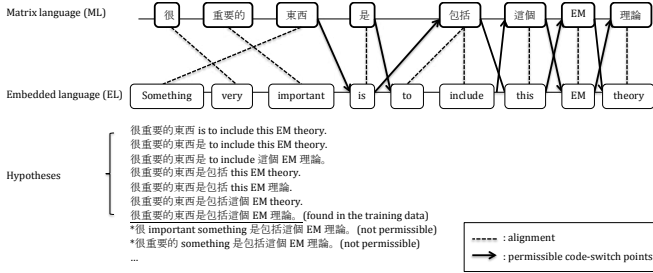 Matrix language (ML)
很 重要的 東西 是 包括 這個 EM 理論
Embedded language (EL)
Something very important is to include this EM theory
很重要的東西 is to include this EM theory.
很重要的東西是 to include this EM theory.
很重要的東西是 to include 這個 EM 理論。
很重要的東西是包括 this EM theory.
Hypotheses
很重要的東西是包括 this EM 理論.
很重要的東西是包括這個 EM theory.
很重要的東西是包括這個 EM 理論。(found in the training data)
*很 important something 是包括這個 EM 理論。(not permissible)
*很重要的 something 是包括這個 EM 理論。(not permissible)
...
: alignment
: permissible code-switch points